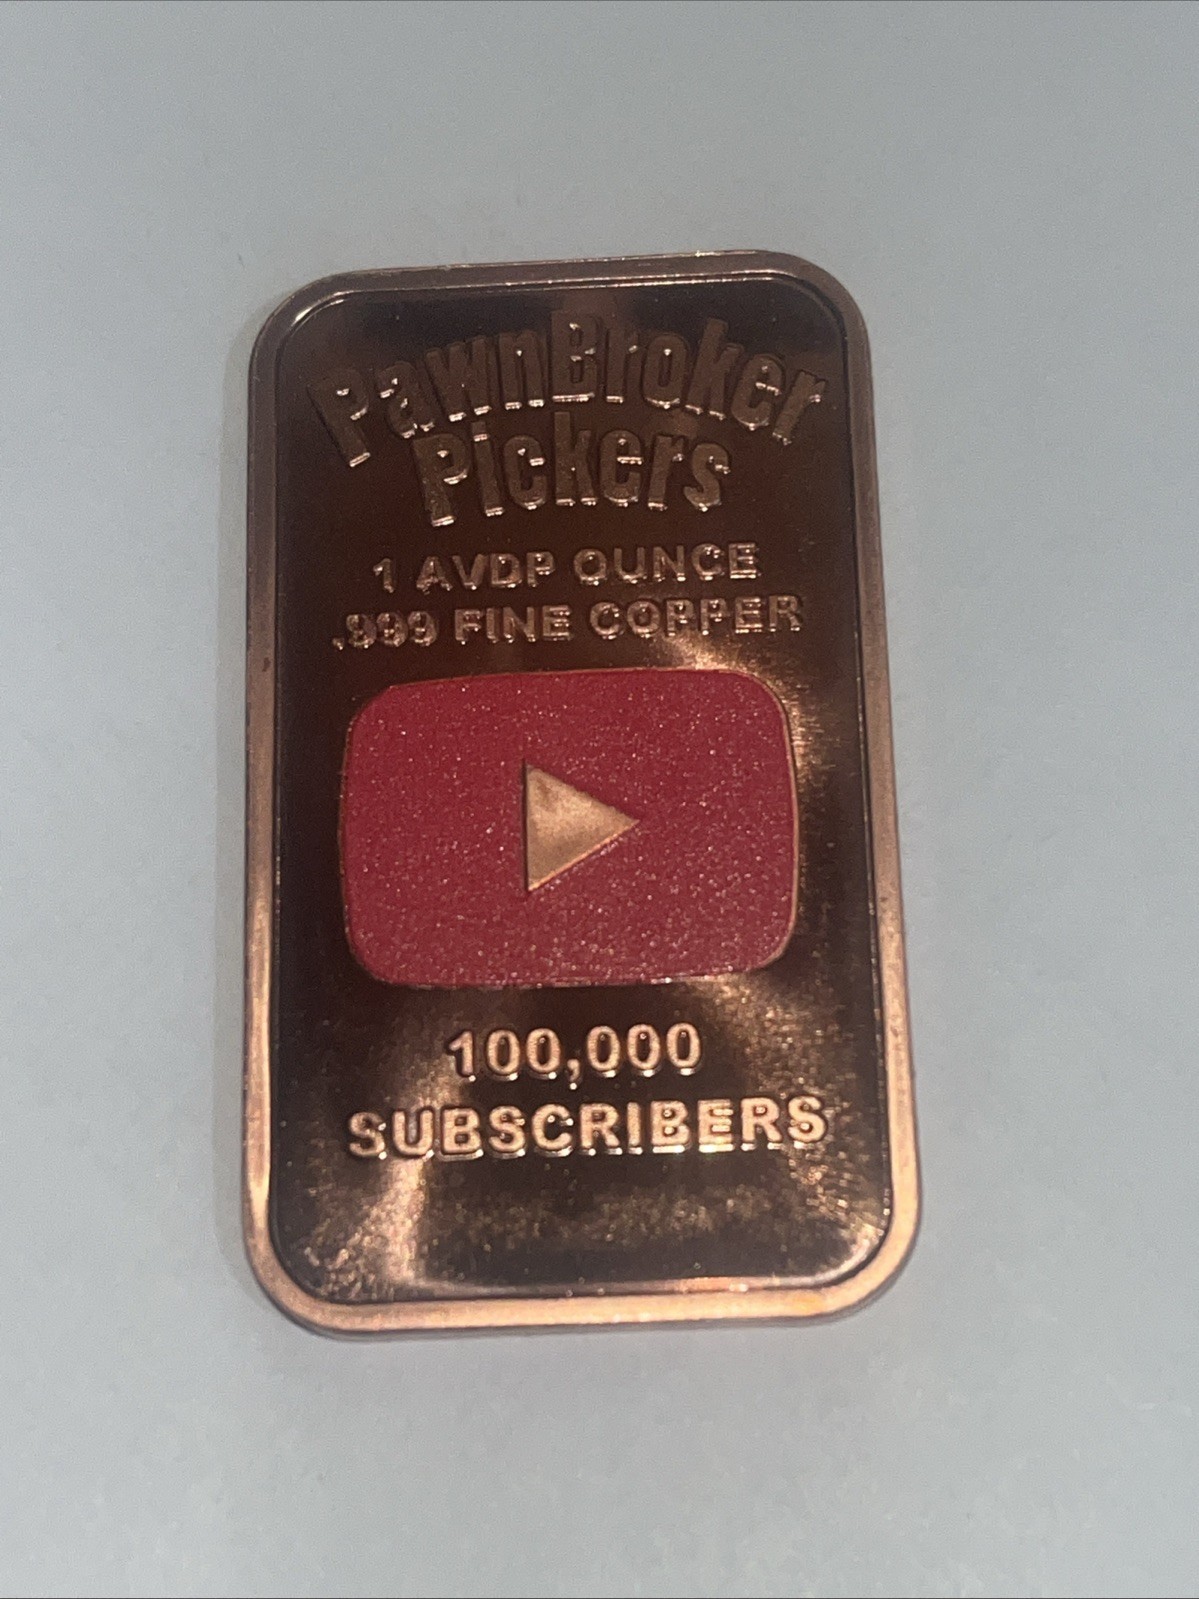 PawnBroker
Pickers
1 AVDP OUNCE
.999 FINE COPPER
100,000
SUBSCRIBERS